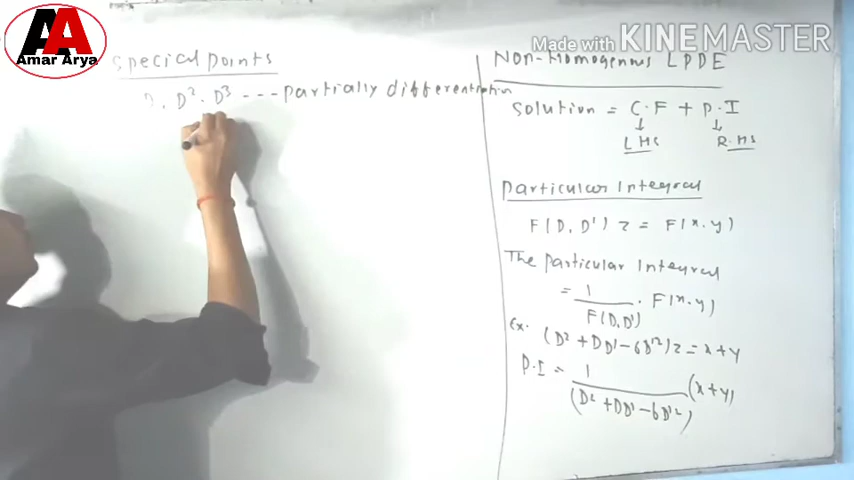 Made with KINEMASTER
AA
Amar Arya
Special Points
D, D². D³ --- partially differentiation
Non-Homogenous LPDE
Solution = C.F + P.I
LHS R.HS
Particular Integral
F(D, D') z = F(x.y)
The particular Integral
= 1/F(D.D') . F(x.y)
Ex. (D² + DD' - 6D'²) z = x+y
P.I = 1/(D² + DD' - 6D'²) (x+y)